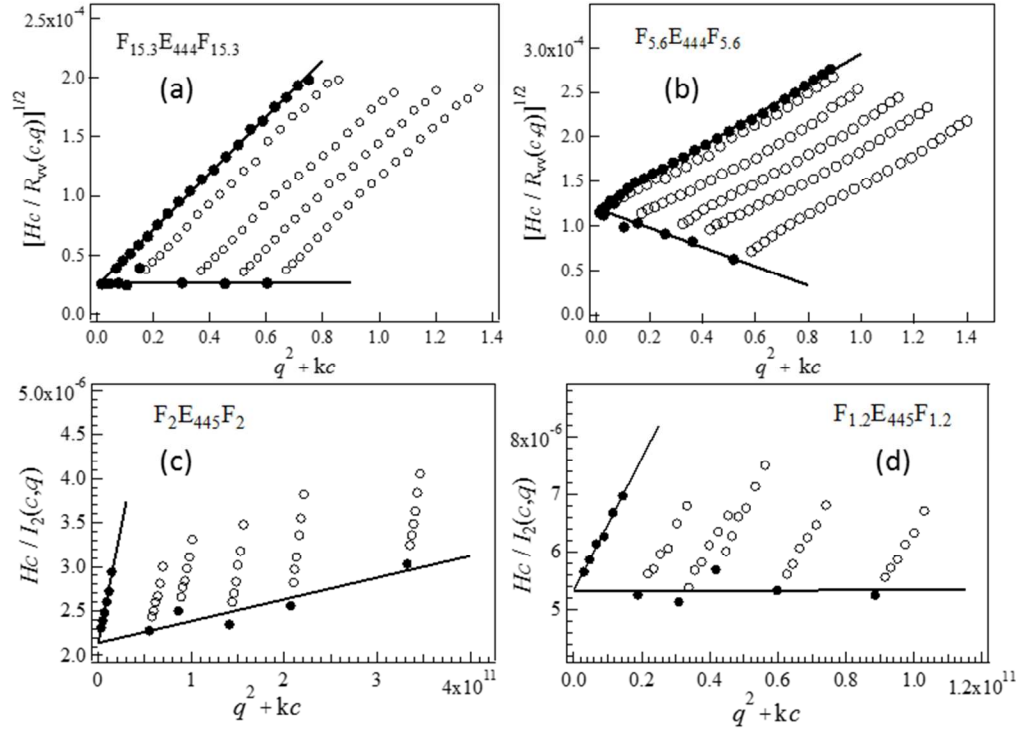 2.5x10⁻⁴
F₁₅.₃E₄₄₄F₁₅.₃
(a)
2.0
1.5
1.0
0.5
0.0
[Hc / Rᵥᵥ(c,q)]¹ᐟ²
0.0 0.2 0.4 0.6 0.8 1.0 1.2 1.4
q² + kc
3.0x10⁻⁴
F₅.₆E₄₄₄F₅.₆
(b)
2.5
2.0
1.5
1.0
0.5
0.0
[Hc / Rᵥᵥ(c,q)]¹ᐟ²
0.0 0.2 0.4 0.6 0.8 1.0 1.2 1.4
q² + kc
5.0x10⁻⁶
F₂E₄₄₅F₂
(c)
4.5
4.0
3.5
3.0
2.5
2.0
Hc / I₂(c,q)
0 1 2 3 4x10¹¹
q² + kc
F₁.₂E₄₄₅F₁.₂
8x10⁻⁶
(d)
7
6
5
Hc / I₂(c,q)
0.0 0.2 0.4 0.6 0.8 1.0 1.2x10¹¹
q² + kc